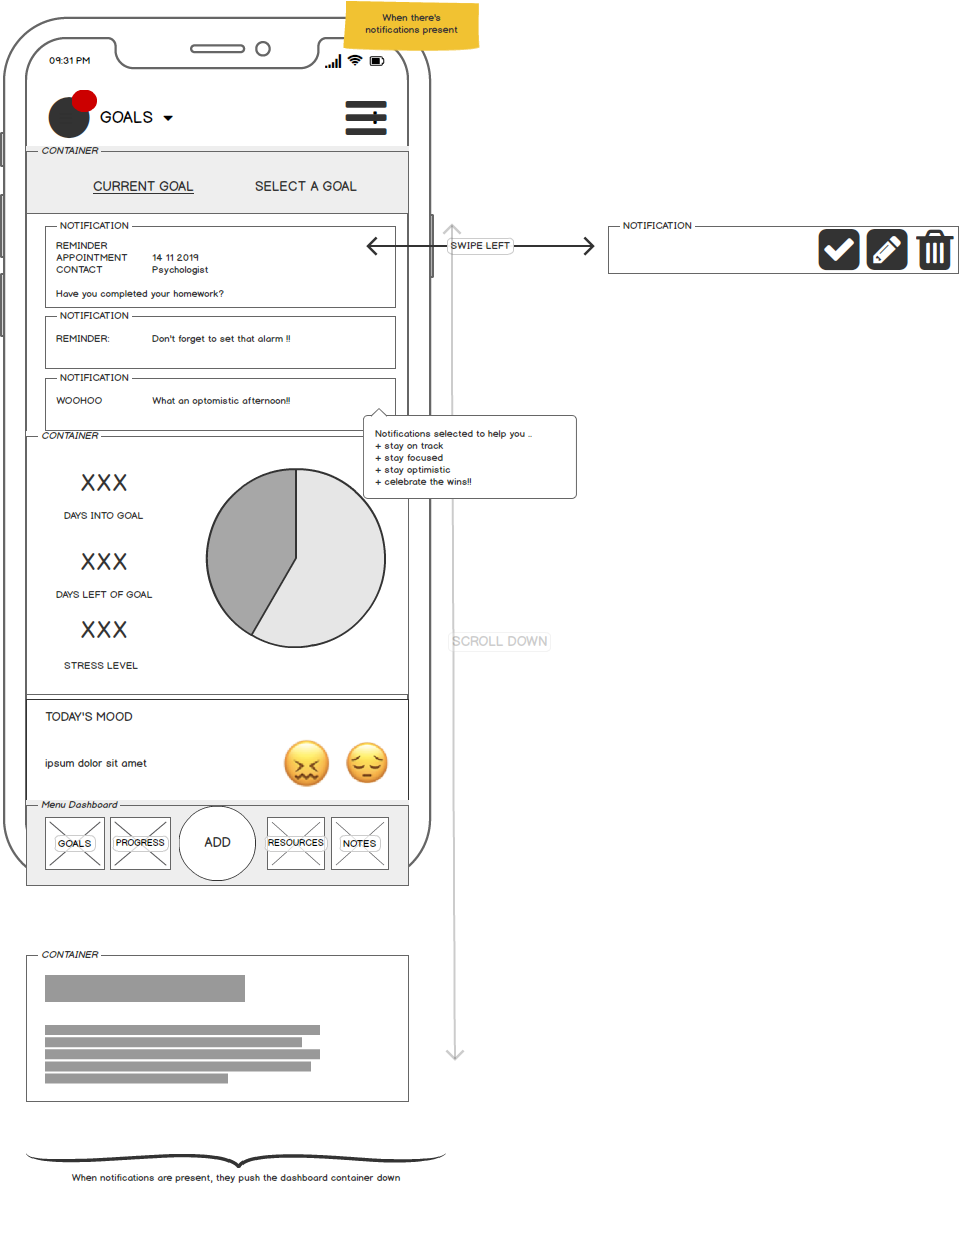 When there's
notifications present
09:31 PM
GOALS
CONTAINER
CURRENT GOAL
SELECT A GOAL
NOTIFICATION
REMINDER
APPOINTMENT 14 11 2019
CONTACT Psychologist
Have you completed your homework?
SWIPE LEFT
NOTIFICATION
NOTIFICATION
REMINDER: Don't forget to set that alarm !!
NOTIFICATION
WOOHOO What an optomistic afternoon!!
Notifications selected to help you ..
+ stay on track
+ stay focused
+ stay optimistic
+ celebrate the wins!!
CONTAINER
XXX
DAYS INTO GOAL
XXX
DAYS LEFT OF GOAL
XXX
STRESS LEVEL
SCROLL DOWN
TODAY'S MOOD
ipsum dolor sit amet
Menu Dashboard
GOALS
PROGRESS
ADD
RESOURCES
NOTES
CONTAINER
When notifications are present, they push the dashboard container down